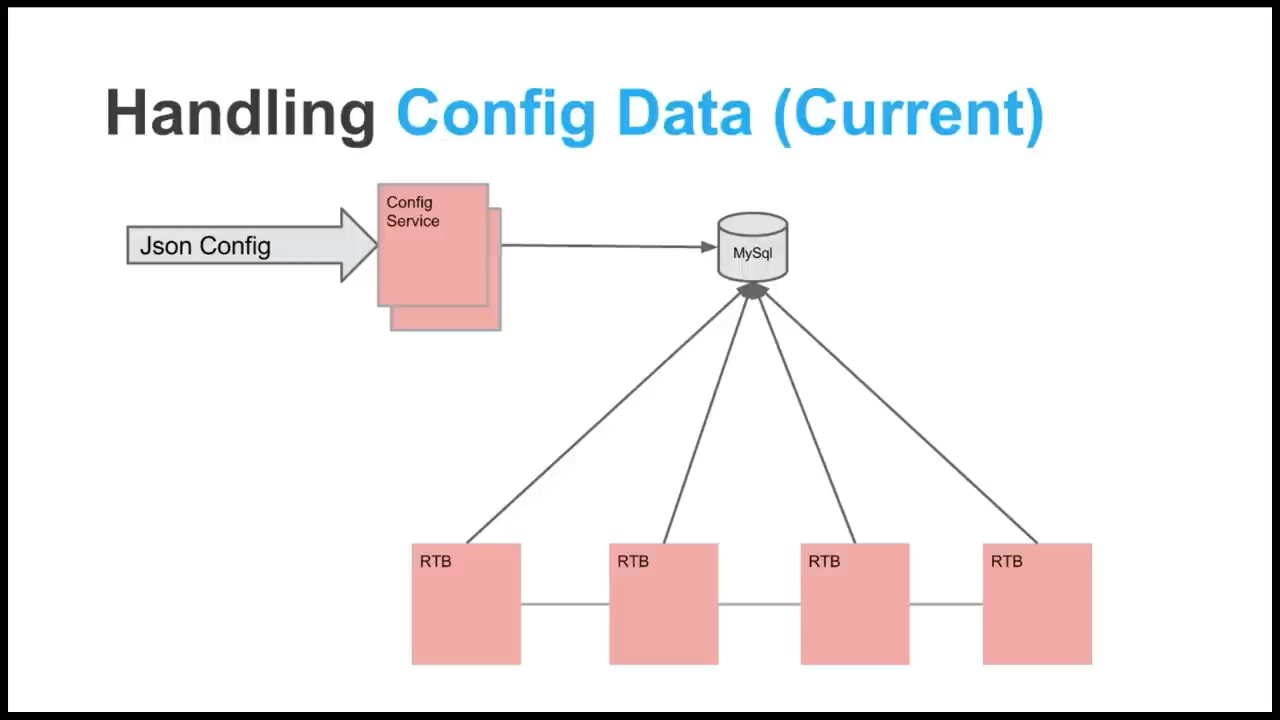 Handling Config Data (Current)
Json Config
Config
Service
MySql
RTB
RTB
RTB
RTB